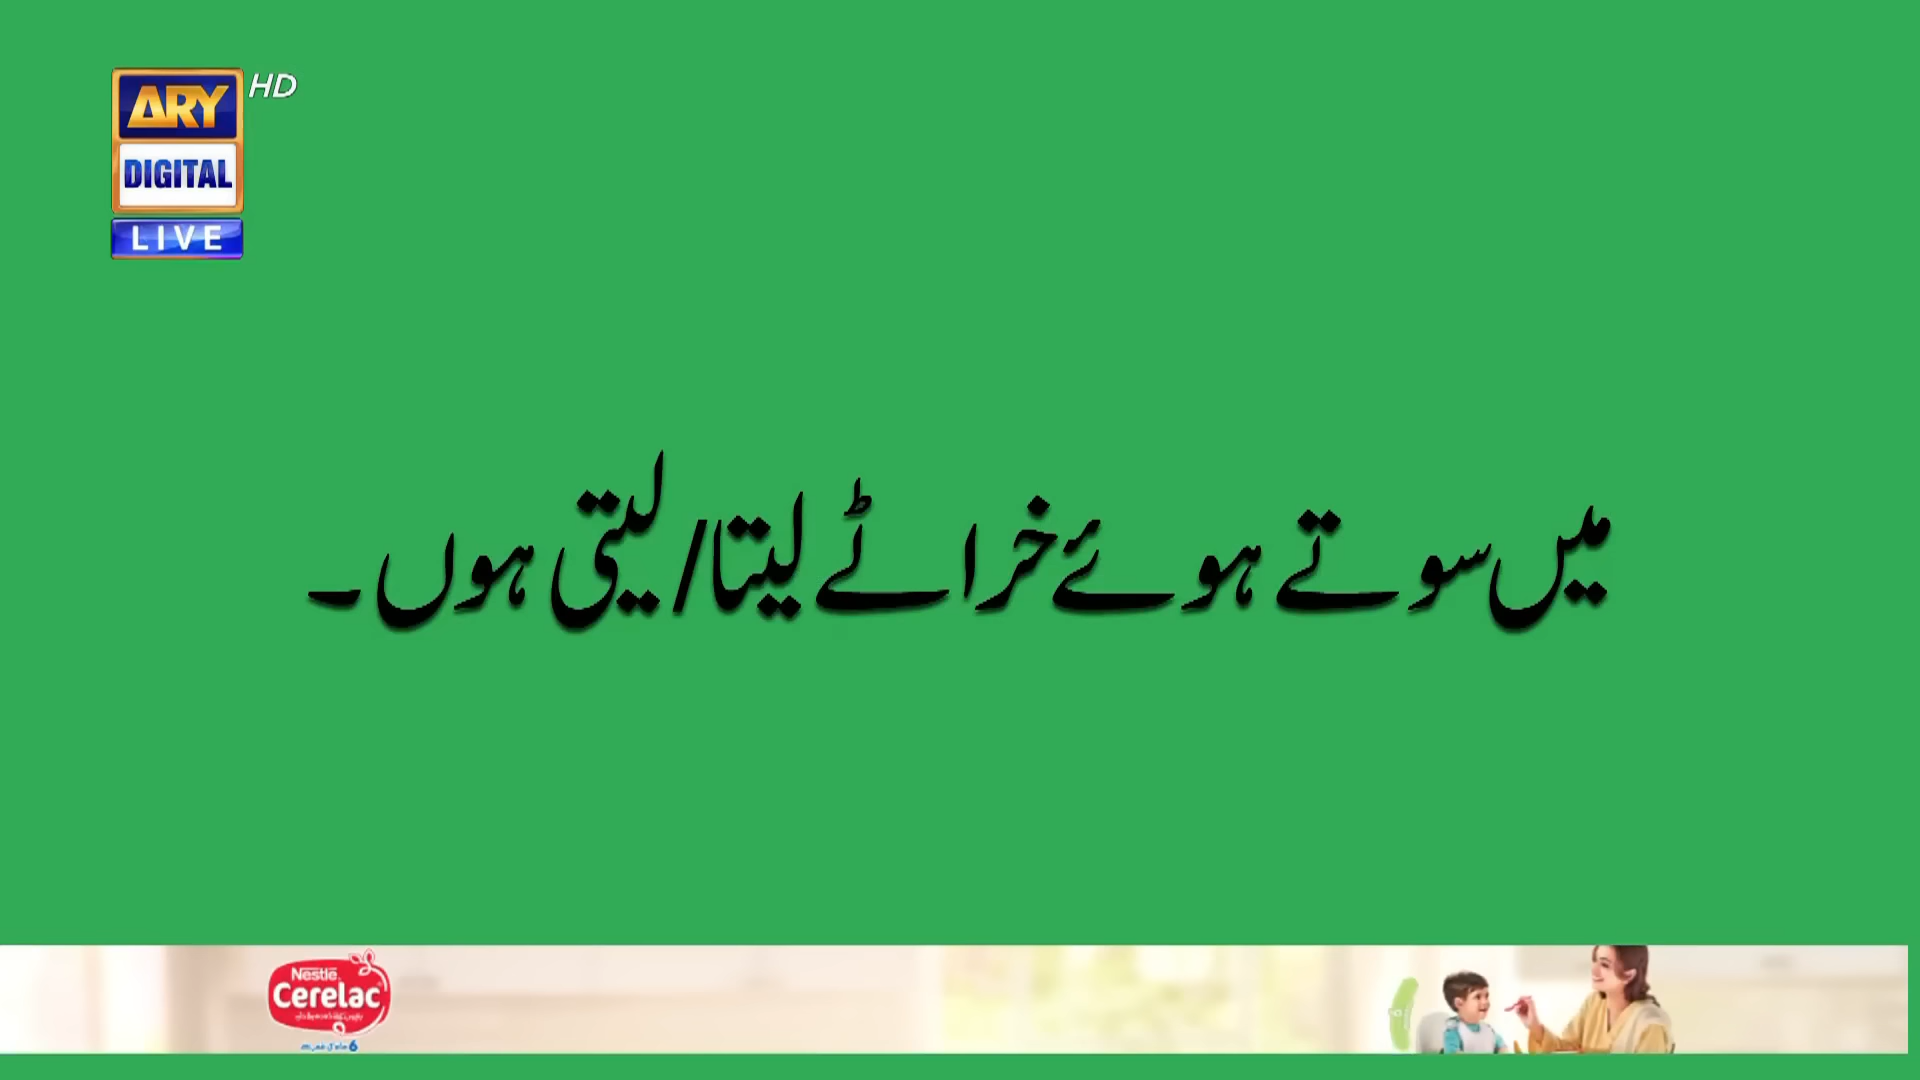 ARY HD
DIGITAL
LIVE
میں سوتے ہوئے خراٹے لیتا/لیتی ہوں۔
Nestlé
Cerelac